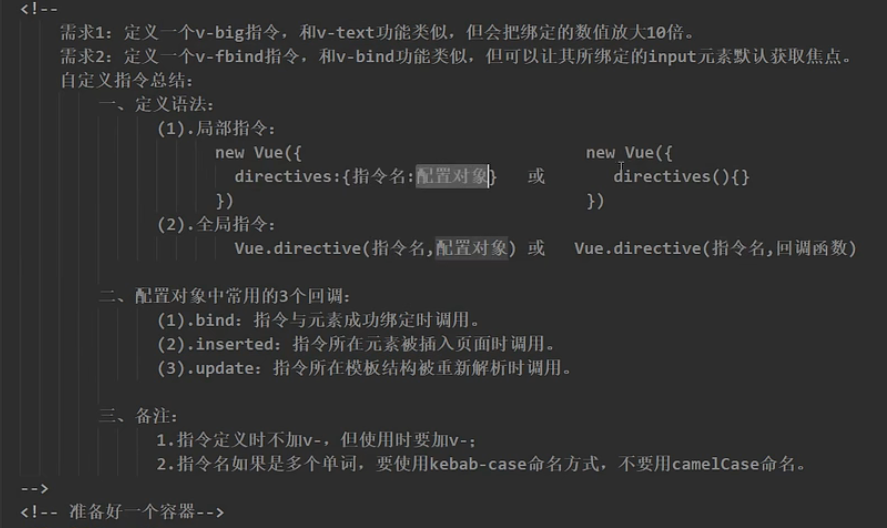 <!--
需求1：定义一个v-big指令，和v-text功能类似，但会把绑定的数值放大10倍。
需求2：定义一个v-fbind指令，和v-bind功能类似，但可以让其所绑定的input元素默认获取焦点。
自定义指令总结：
一、定义语法：
(1).局部指令：
new Vue({ new Vue({
directives:{指令名:配置对象} 或 directives(){}
}) })
(2).全局指令：
Vue.directive(指令名,配置对象) 或 Vue.directive(指令名,回调函数)
二、配置对象中常用的3个回调：
(1).bind：指令与元素成功绑定时调用。
(2).inserted：指令所在元素被插入页面时调用。
(3).update：指令所在模板结构被重新解析时调用。
三、备注：
1.指令定义时不加v-，但使用时要加v-；
2.指令名如果是多个单词，要使用kebab-case命名方式，不要用camelCase命名。
-->
<!-- 准备好一个容器-->